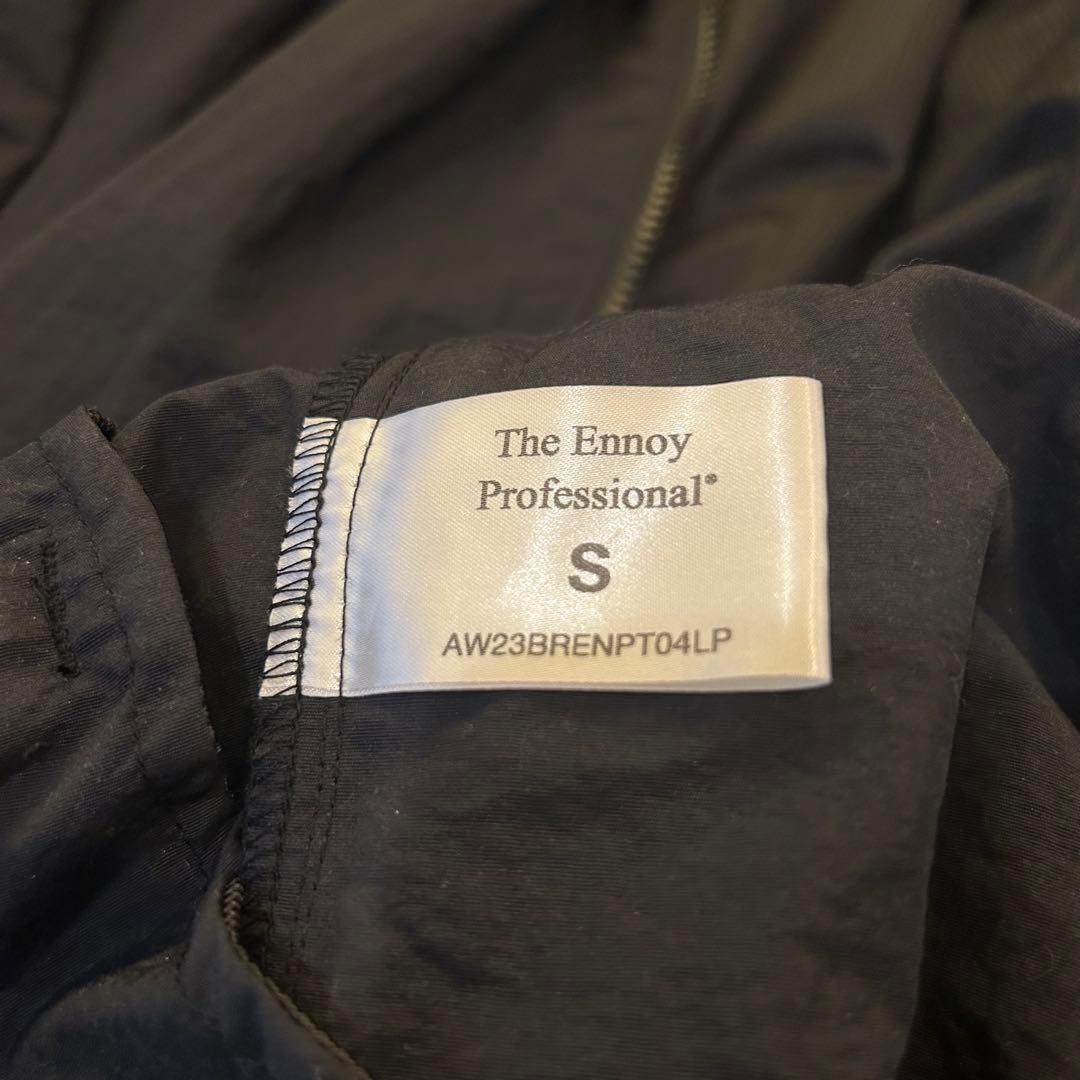 The Ennoy
Professional®
S
AW23BRENPT04LP